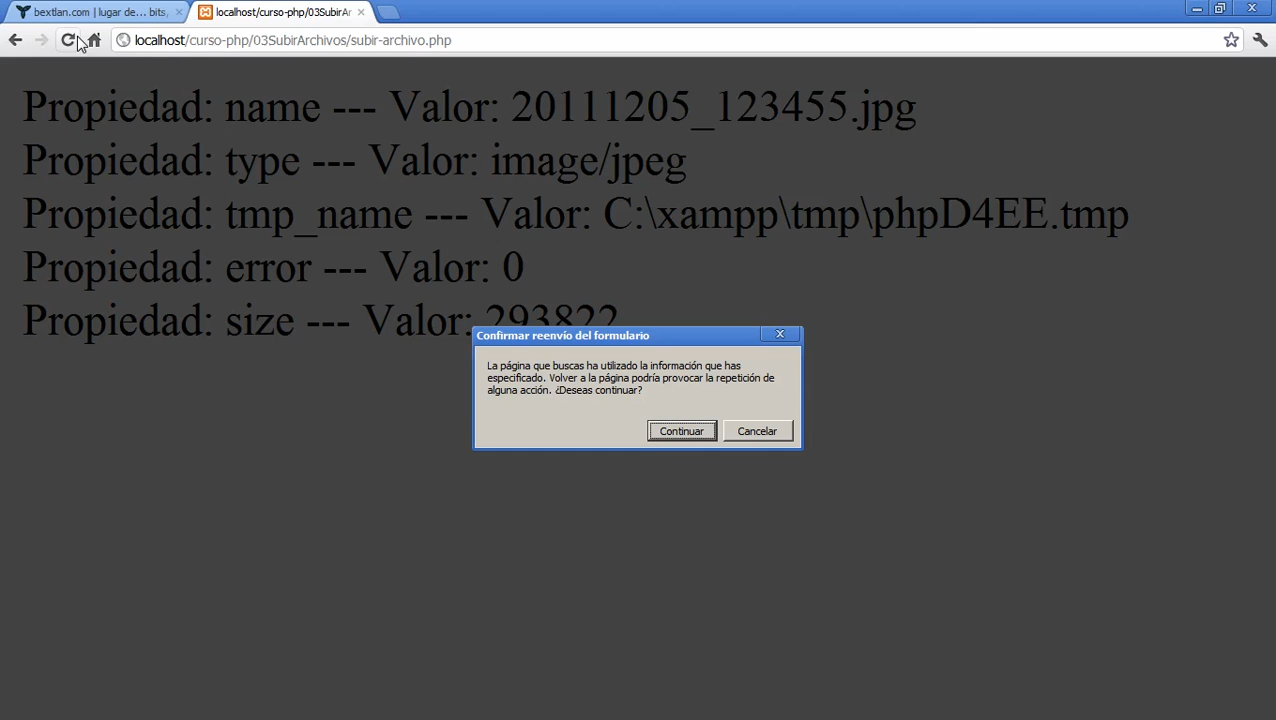 bextlan.com | lugar de... bits,
localhost/curso-php/03SubirAr
localhost/curso-php/03SubirArchivos/subir-archivo.php
Propiedad: name --- Valor: 20111205_123455.jpg
Propiedad: type --- Valor: image/jpeg
Propiedad: tmp_name --- Valor: C:\xampp\tmp\phpD4EE.tmp
Propiedad: error --- Valor: 0
Propiedad: size --- Valor: 293822
Confirmar reenvío del formulario
La página que buscas ha utilizado la información que has
especificado. Volver a la página podría provocar la repetición de
alguna acción. ¿Deseas continuar?
Continuar
Cancelar